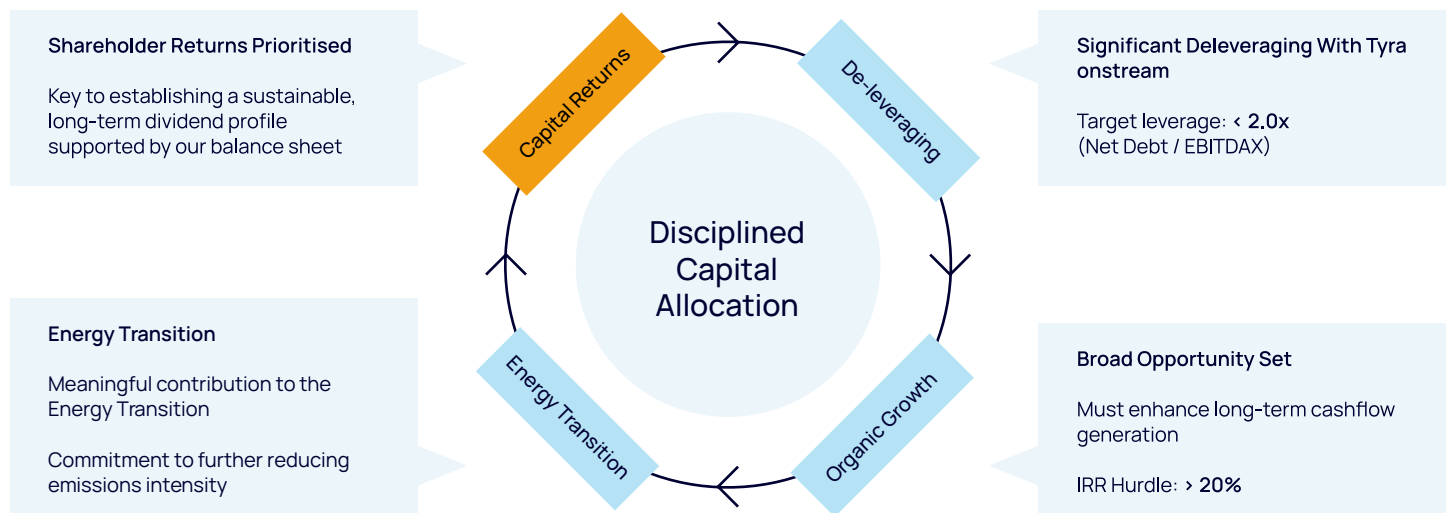 Shareholder Returns Prioritised
Key to establishing a sustainable,
long-term dividend profile
supported by our balance sheet
Capital Returns
De-leveraging
Significant Deleveraging With Tyra
onstream
Target leverage: < 2.0x
(Net Debt / EBITDAX)
Disciplined
Capital
Allocation
Energy Transition
Meaningful contribution to the
Energy Transition
Commitment to further reducing
emissions intensity
Energy Transition
Organic Growth
Broad Opportunity Set
Must enhance long-term cashflow
generation
IRR Hurdle: > 20%